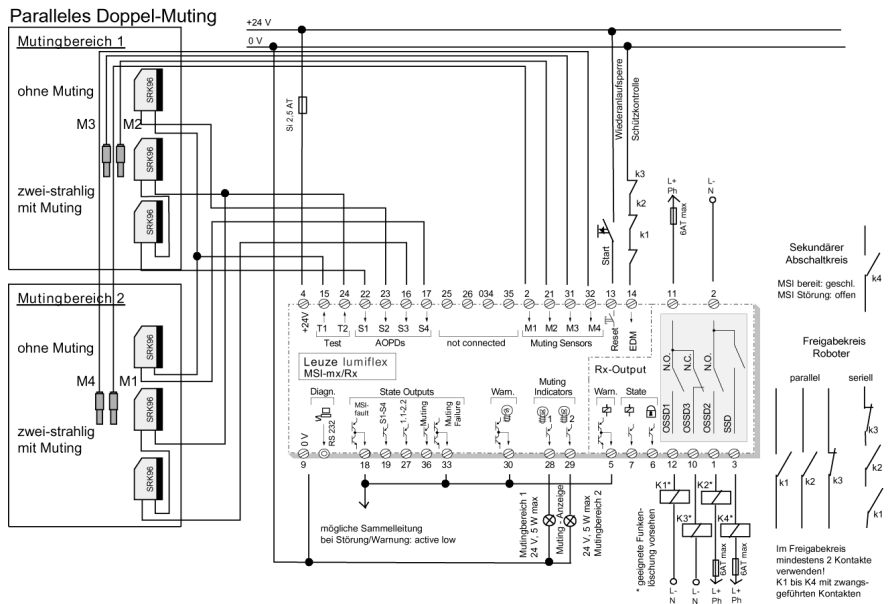 Paralleles Doppel-Muting
Mutingbereich 1
ohne Muting
SRK96
M3
M2
SRK96
zwei-strahlig
mit Muting
SRK96
Mutingbereich 2
ohne Muting
SRK96
M4
M1
SRK96
zwei-strahlig
mit Muting
SRK96
+24 V
0 V
Si 2,5 AT
Wiederanlaufsperre
Schützkontrolle
k3
k2
k1
Start
L+
Ph
6AT max
L-
N
4 15 24 22 23 16 17 25 26 034 35 2 21 31 32 13 14 11 2
+24V
T1 T2 S1 S2 S3 S4 M1 M2 M3 M4
Test
AOPDs
not connected
Muting Sensors
Reset
EDM
Leuze lumiflex
MSI-mx/Rx
Rx-Output
N.O.
N.C.
N.O.
OSSD1
OSSD3
OSSD2
SSD
Diagn.
State Outputs
Warn.
Muting
Indicators
Warn.
State
RS 232
MSI-
fault
S1-S4
1.1-2.2
Muting
Muting
Failure
1
2
0 V
9 18 19 27 36 33 30 28 29 5 7 6 12 10 1 3
mögliche Sammelleitung
bei Störung/Warnung: active low
Mutingbereich 1
24 V, 5 W max
Muting - Anzeige
24 V, 5 W max
Mutingbereich 2
* geeignete Funken-
löschung vorsehen
K1*
K2*
K3*
K4*
6AT max
6AT max
L-
N
L-
N
L+
Ph
L+
Ph
Sekundärer
Abschaltkreis
MSI bereit: geschl.
MSI Störung: offen
k4
Freigabekreis
Roboter
parallel
seriell
k1
k2
k3
k3
k2
k1
Im Freigabekreis
mindestens 2 Kontakte
verwenden!
K1 bis K4 mit zwangs-
geführten Kontakten